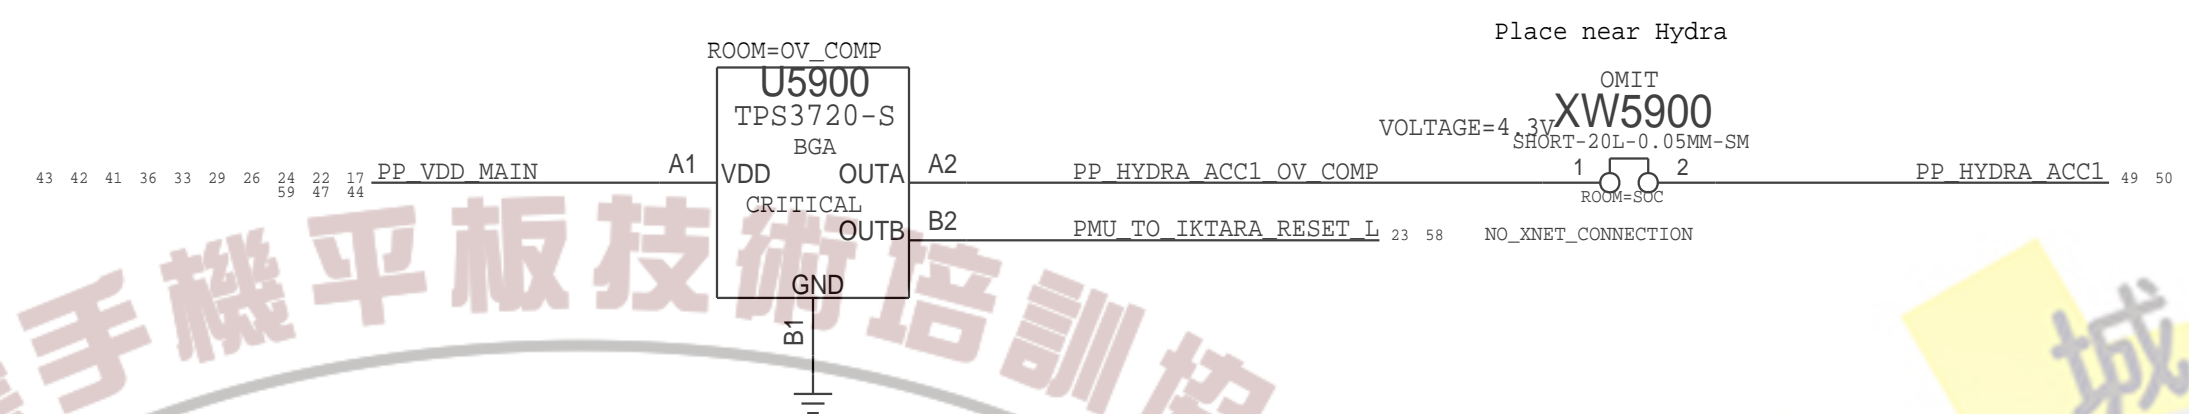 Place near Hydra
ROOM=OV_COMP
OMIT
U5900
XW5900
TPS3720-S
VOLTAGE=4.3V
SHORT-20L-0.05MM-SM
BGA
43 42 41 36 33 29 26 24 22 17 PP_VDD_MAIN A1 VDD OUTA A2 PP_HYDRA_ACC1_OV_COMP 1 2 PP_HYDRA_ACC1 49 50
59 47 44
CRITICAL
ROOM=SOC
OUTB B2 PMU_TO_IKTARA_RESET_L 23 58 NO_XNET_CONNECTION
GND
B1
手機平板技術培訓
城